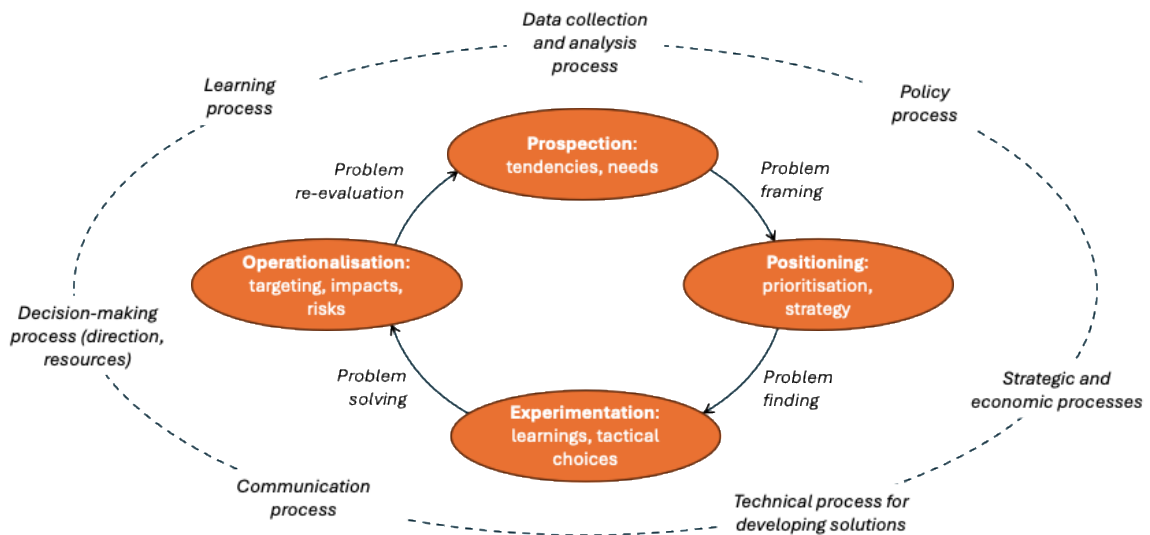 Data collection
and analysis
process
Learning
process
Policy
process
Prospection:
tendencies, needs
Problem
re-evaluation
Problem
framing
Operationalisation:
targeting, impacts,
risks
Positioning:
prioritisation,
strategy
Decision-making
process (direction,
resources)
Problem
solving
Problem
finding
Strategic and
economic processes
Experimentation:
learnings, tactical
choices
Communication
process
Technical process for
developing solutions